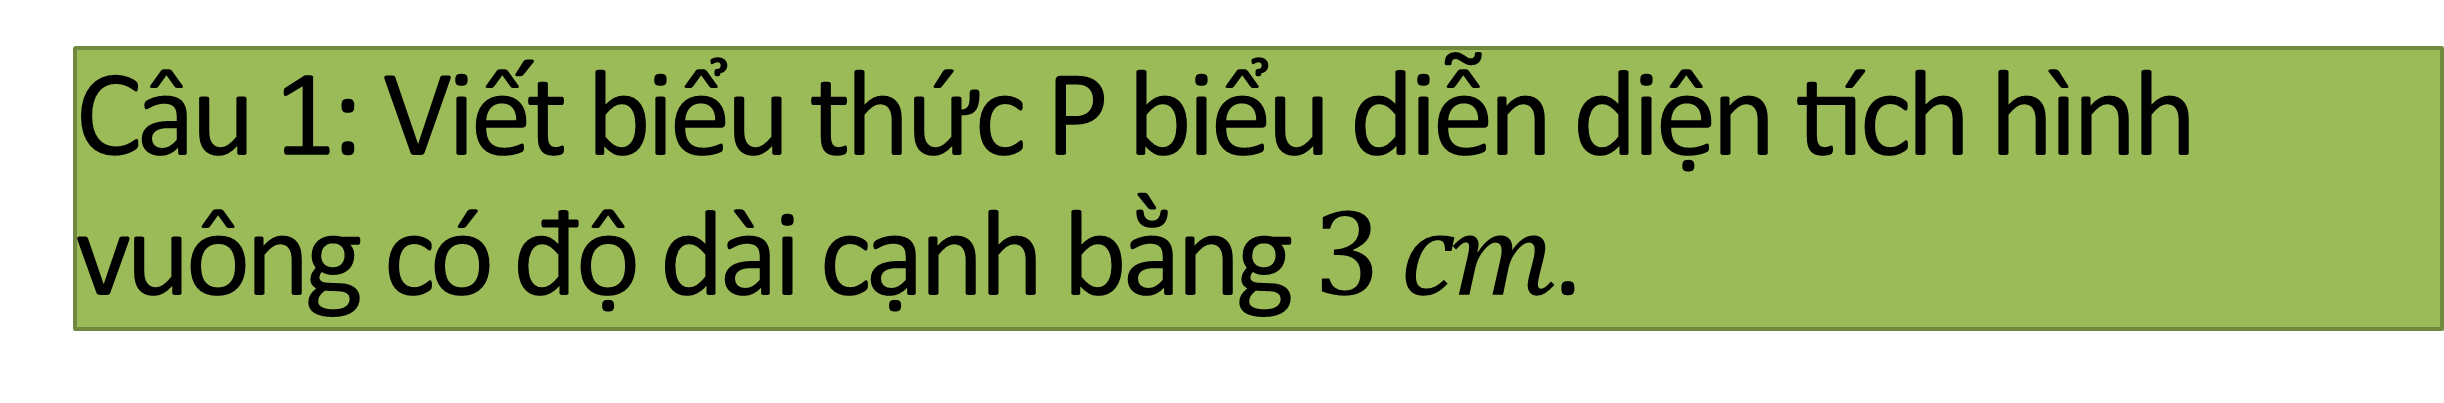 Câu 1: Viết biểu thức P biểu diễn diện tích hình
vuông có độ dài cạnh bằng 3 cm.